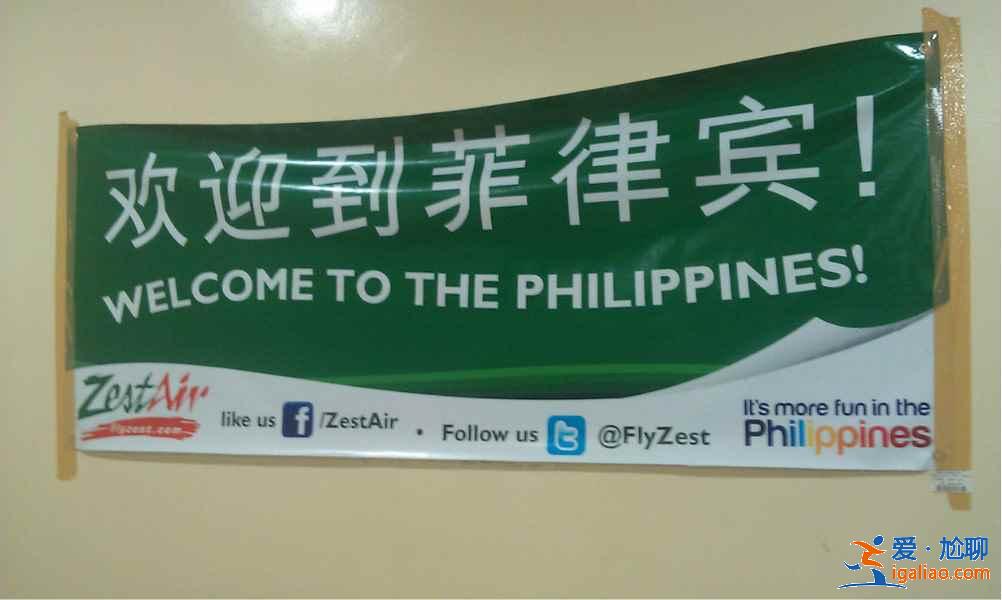 欢迎到菲律宾！
WELCOME TO THE PHILIPPINES!
ZestAir
flyzest.com
like us f /ZestAir • Follow us t @FlyZest
It's more fun in the
Philippines
爱·尬聊
igaliao.com